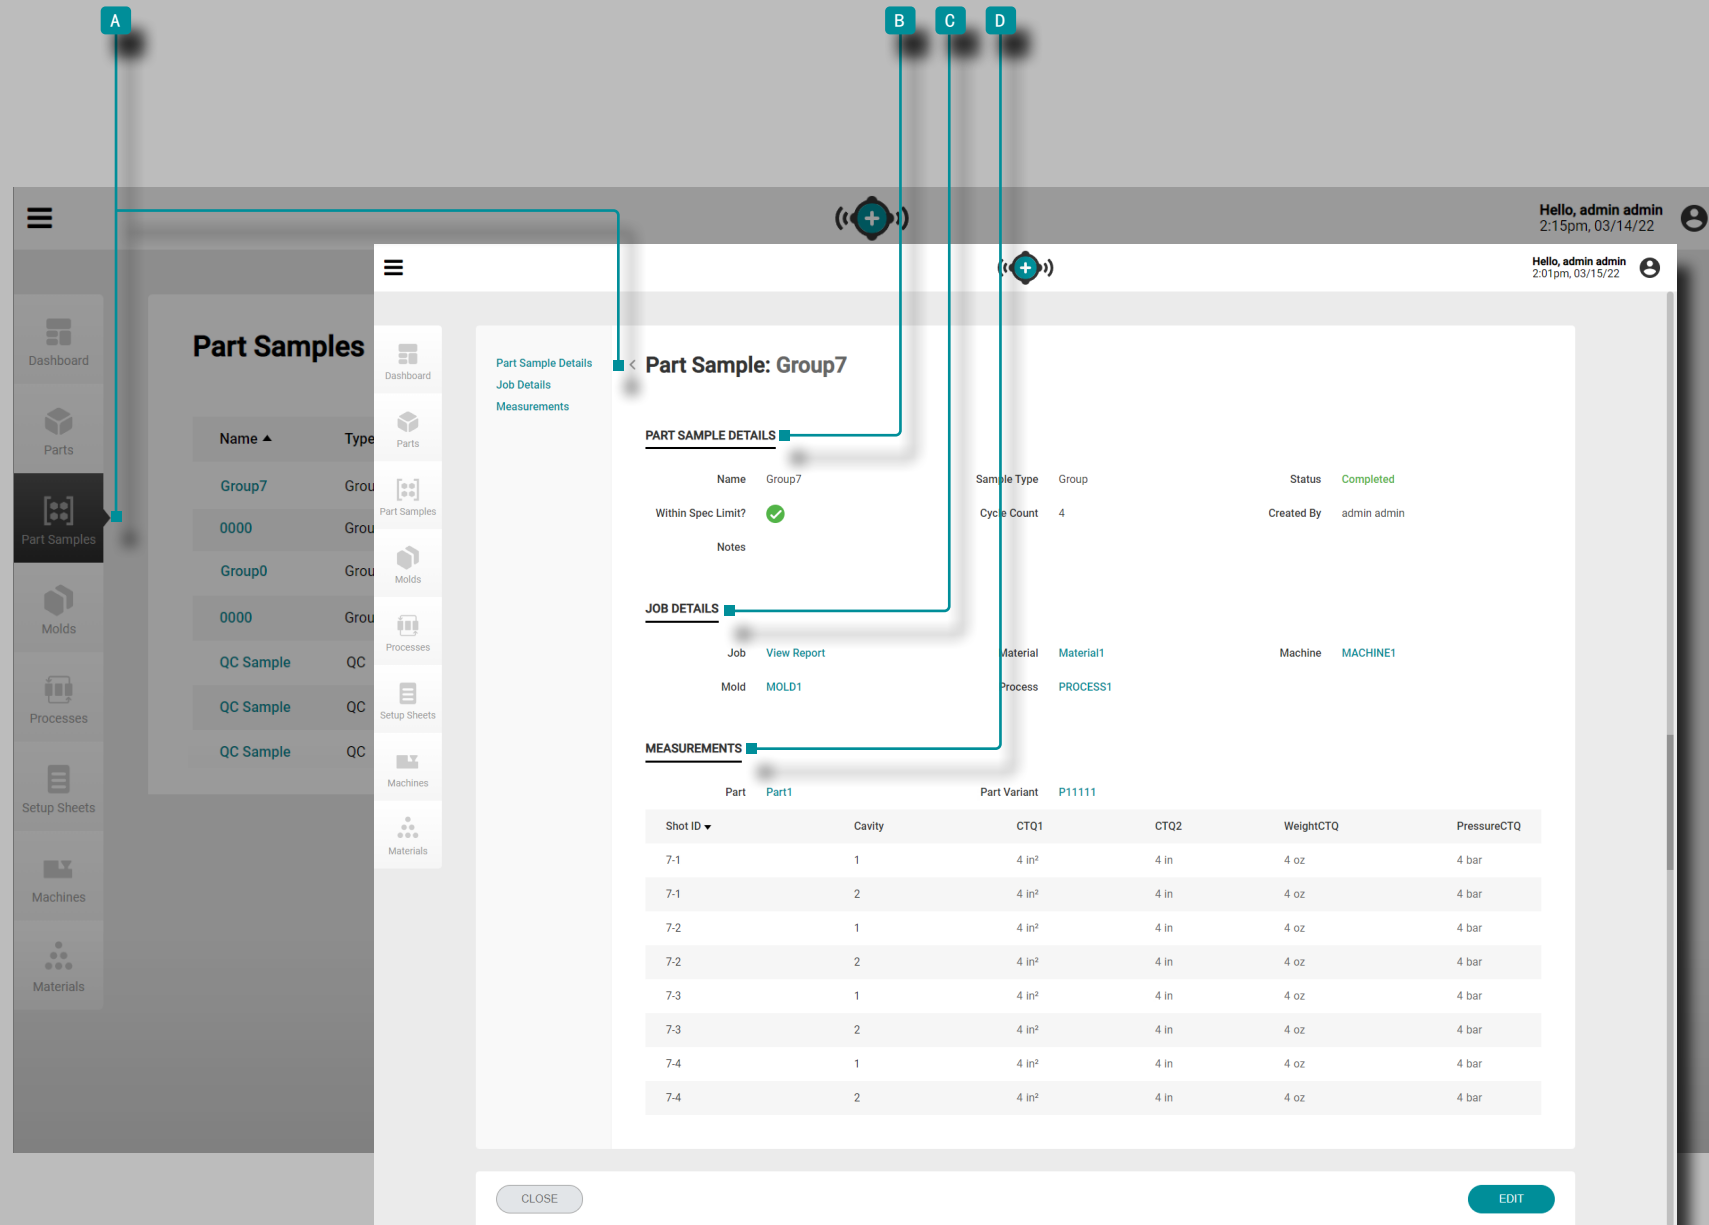 A
B
C
D
Hello, admin admin
2:15pm, 03/14/22
Dashboard
Parts
Part Samples
Molds
Processes
Setup Sheets
Machines
Materials
Part Samples
Name Type
Group7 Grou
0000 Grou
Group0 Grou
0000 Grou
QC Sample QC
QC Sample QC
QC Sample QC
Hello, admin admin
2:01pm, 03/15/22
Dashboard
Parts
Part Samples
Molds
Processes
Setup Sheets
Machines
Materials
Part Sample Details
Job Details
Measurements
Part Sample: Group7
PART SAMPLE DETAILS
Name Group7 Sample Type Group Status Completed
Within Spec Limit? Cycle Count 4 Created By admin admin
Notes
JOB DETAILS
Job View Report Material Material1 Machine MACHINE1
Mold MOLD1 Process PROCESS1
MEASUREMENTS
Part Part1 Part Variant P11111
Shot ID Cavity CTQ1 CTQ2 WeightCTQ PressureCTQ
7-1 1 4 in² 4 in 4 oz 4 bar
7-1 2 4 in² 4 in 4 oz 4 bar
7-2 1 4 in² 4 in 4 oz 4 bar
7-2 2 4 in² 4 in 4 oz 4 bar
7-3 1 4 in² 4 in 4 oz 4 bar
7-3 2 4 in² 4 in 4 oz 4 bar
7-4 1 4 in² 4 in 4 oz 4 bar
7-4 2 4 in² 4 in 4 oz 4 bar
CLOSE
EDIT